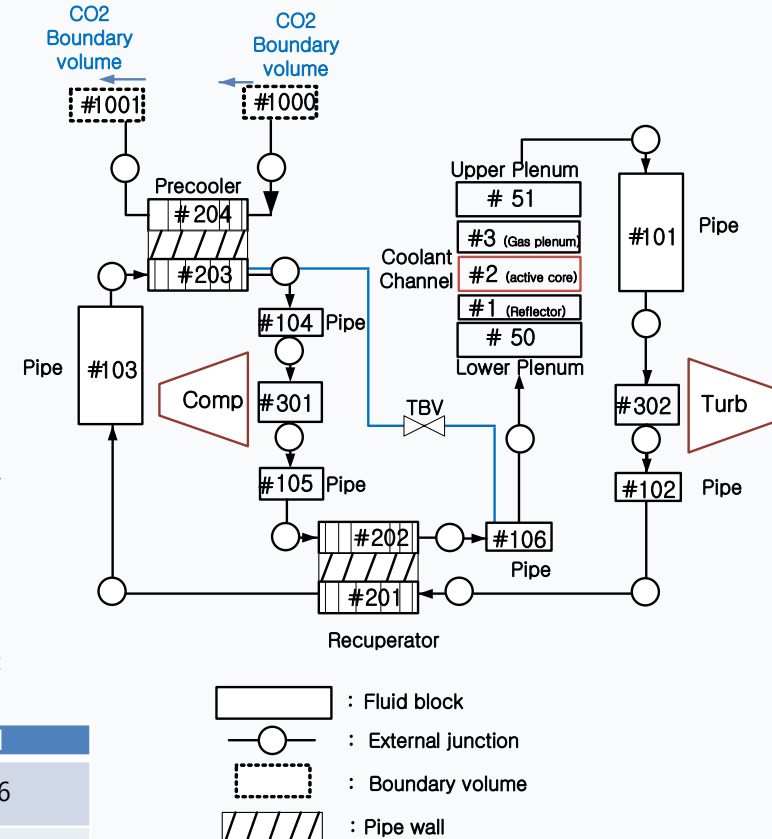 CO2
Boundary
volume
CO2
Boundary
volume
#1001
#1000
Precooler
#204
#203
Upper Plenum
# 51
#3 (Gas plenum)
Coolant
Channel
#2 (active core)
#1 (Reflector)
# 50
Lower Plenum
#101
Pipe
#104
Pipe
Pipe
#103
Comp
#301
TBV
#302
Turb
#105
Pipe
#102
Pipe
#202
#106
Pipe
#201
Recuperator
: Fluid block
: External junction
: Boundary volume
: Pipe wall
6